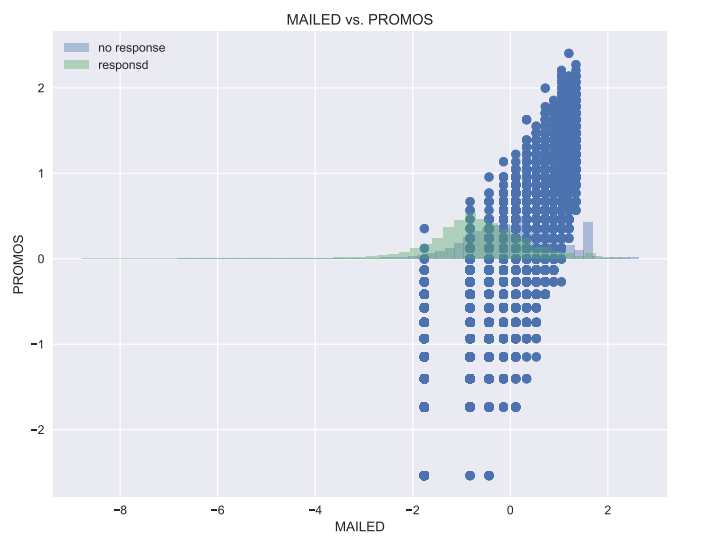 MAILED vs. PROMOS
no response
responsd
2
1
0
−1
−2
PROMOS
−8
−6
−4
−2
0
2
MAILED